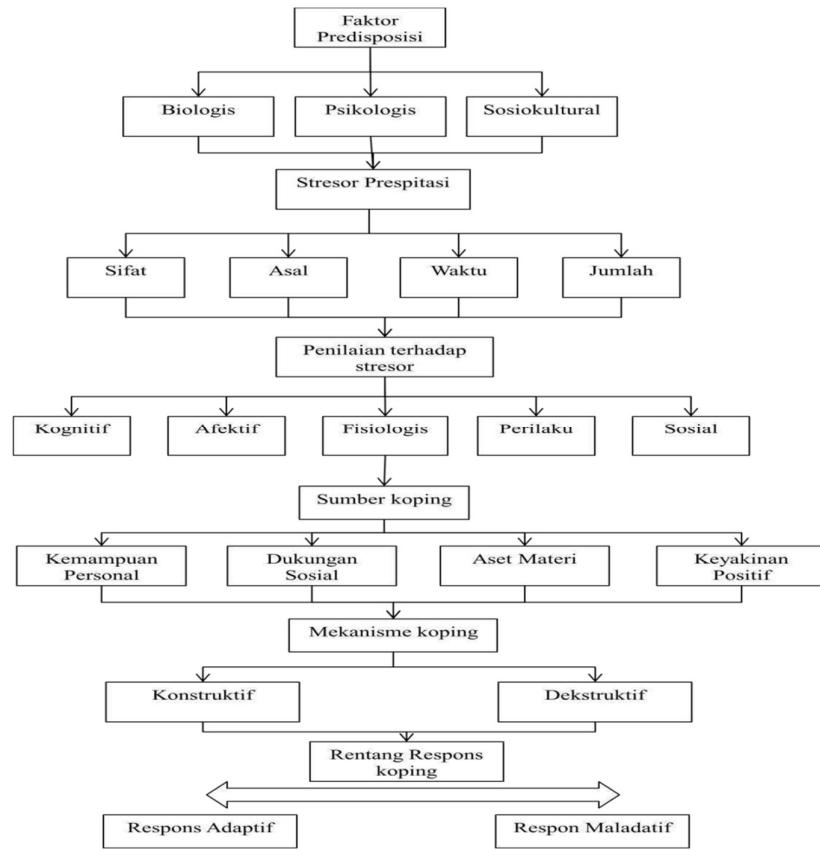 Faktor
Predisposisi
Biologis
Psikologis
Sosiokultural
Stresor Prespitasi
Sifat
Asal
Waktu
Jumlah
Penilaian terhadap
stresor
Kognitif
Afektif
Fisiologis
Perilaku
Sosial
Sumber koping
Kemampuan
Personal
Dukungan
Sosial
Aset Materi
Keyakinan
Positif
Mekanisme koping
Konstruktif
Dekstruktif
Rentang Respons
koping
Respons Adaptif
Respon Maladatif